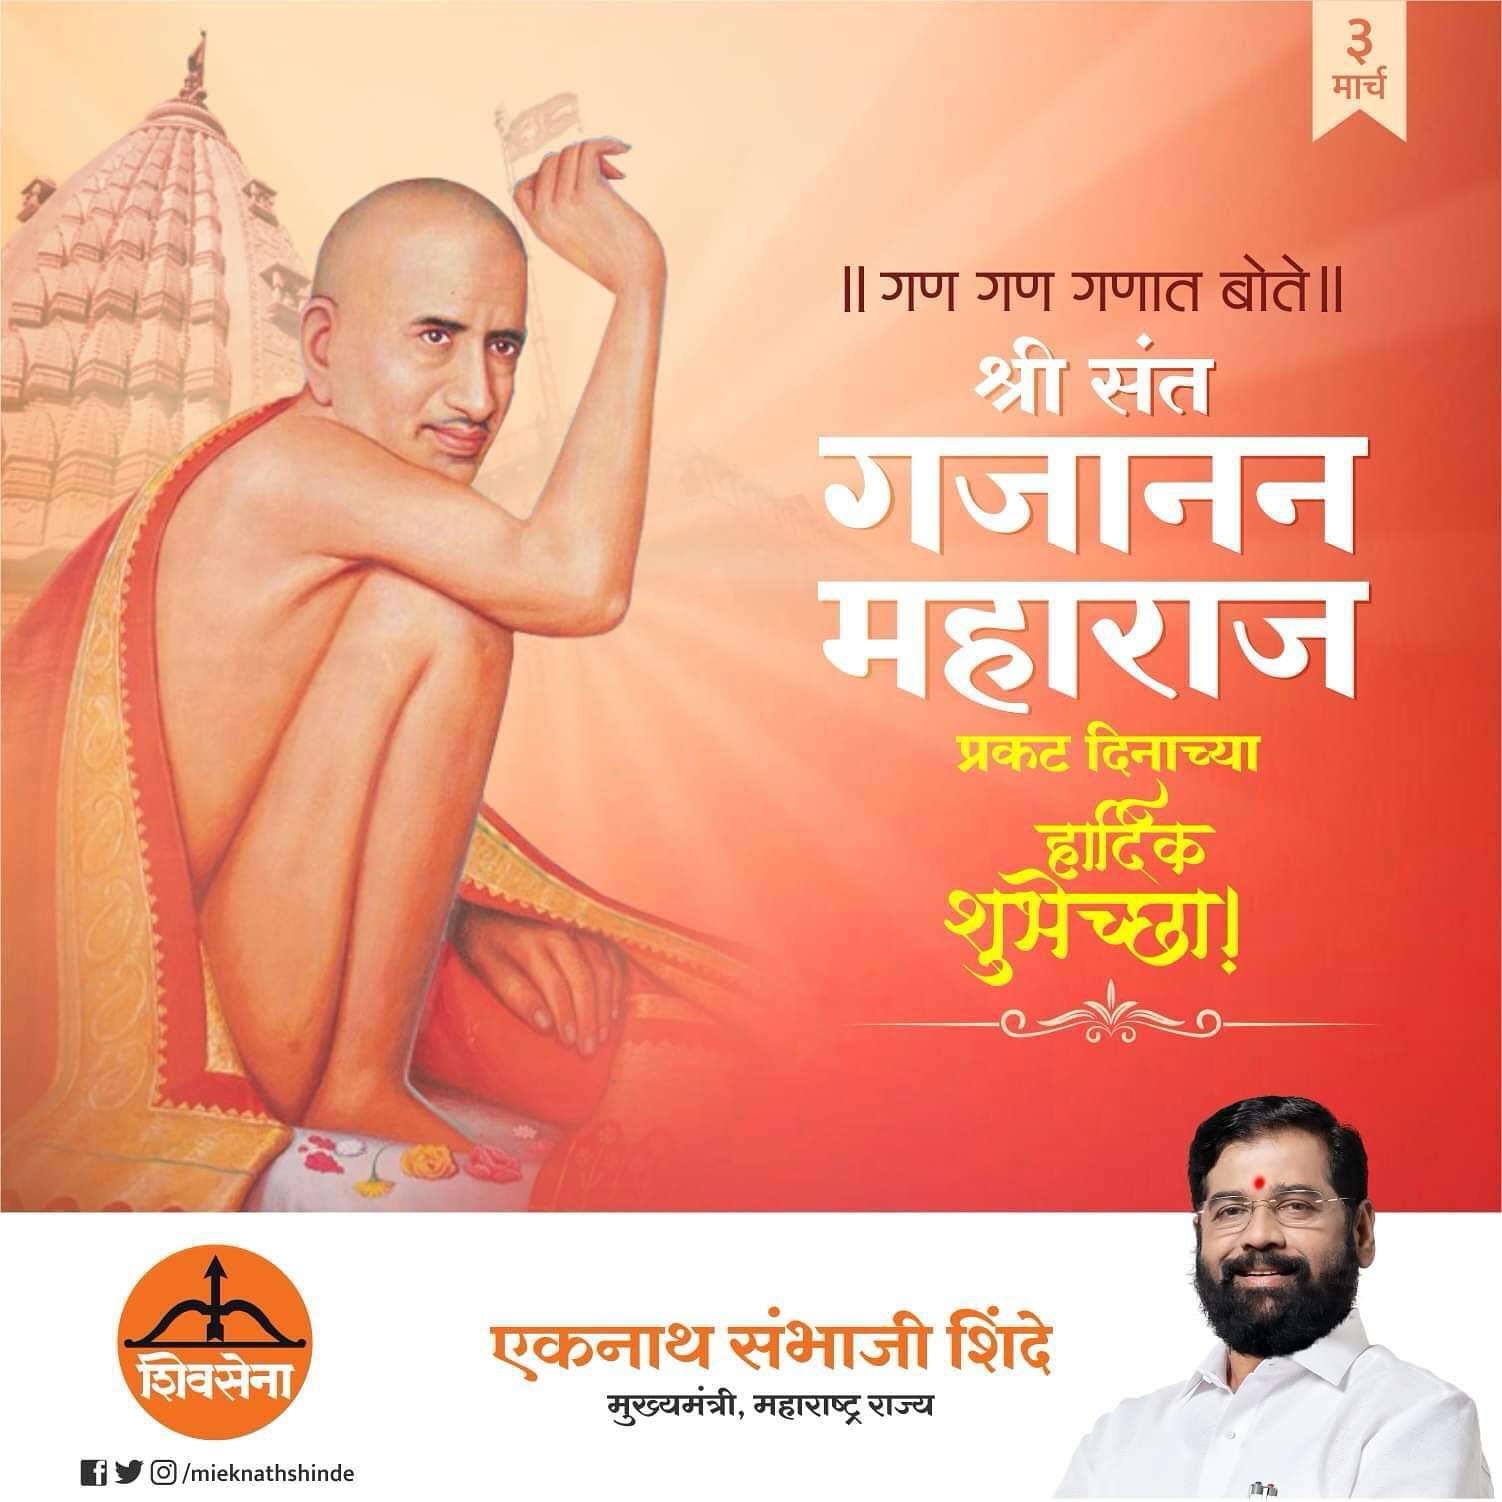 ३
मार्च
॥ गण गण गणात बोते ॥
श्री संत
गजानन
महाराज
प्रकट दिनाच्या
हार्दिक
शुभेच्छा!
शिवसेना
एकनाथ संभाजी शिंदे
मुख्यमंत्री, महाराष्ट्र राज्य
/mieknathshinde